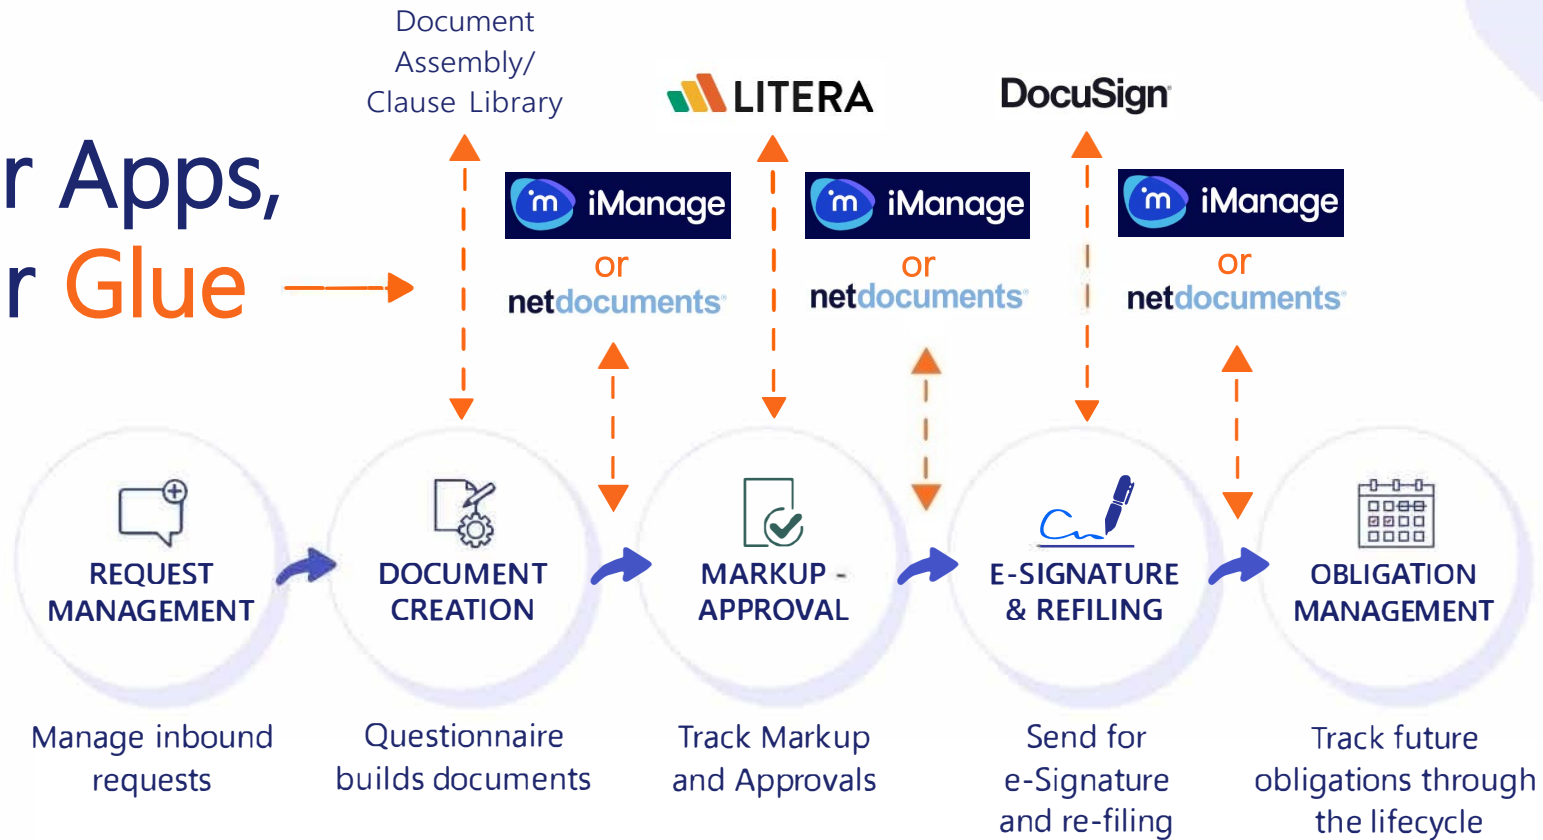 Document
Assembly/
Clause Library
LITERA
DocuSign
r Apps,
r Glue
iManage
or
netdocuments
iManage
or
netdocuments
iManage
or
netdocuments
REQUEST
MANAGEMENT
DOCUMENT
CREATION
MARKUP -
APPROVAL
E-SIGNATURE
& REFILING
OBLIGATION
MANAGEMENT
Manage inbound
requests
Questionnaire
builds documents
Track Markup
and Approvals
Send for
e-Signature
and re-filing
Track future
obligations through
the lifecycle